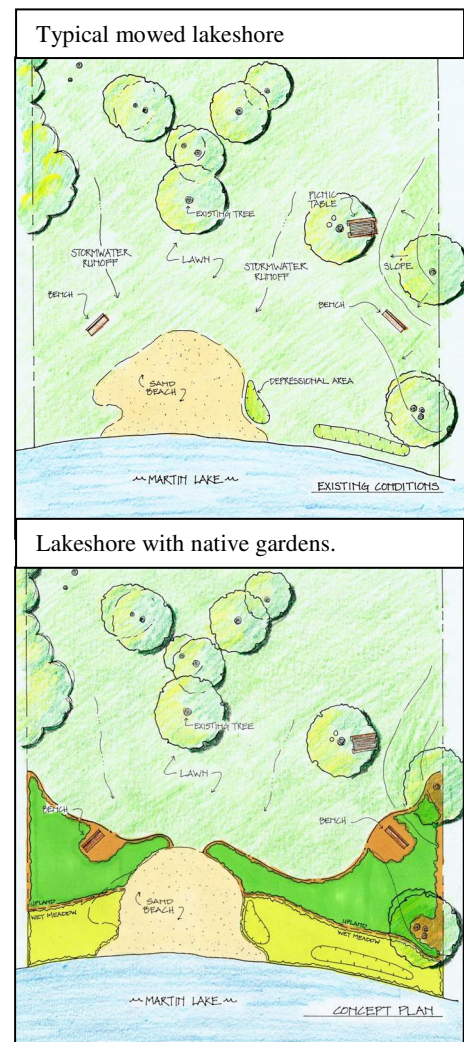 Typical mowed lakeshore
PICNIC
TABLE
EXISTING TREE
STORMWATER
RUNOFF
LAWN
STORMWATER
RUNOFF
SLOPE
BENCH
BENCH
SAND
BEACH
DEPRESSIONAL AREA
MARTIN LAKE
EXISTING CONDITIONS
Lakeshore with native gardens.
EXISTING TREE
LAWN
BENCH
BENCH
SAND
BEACH
UPLAND
WET MEADOW
UPLAND
WET MEADOW
MARTIN LAKE
CONCEPT PLAN